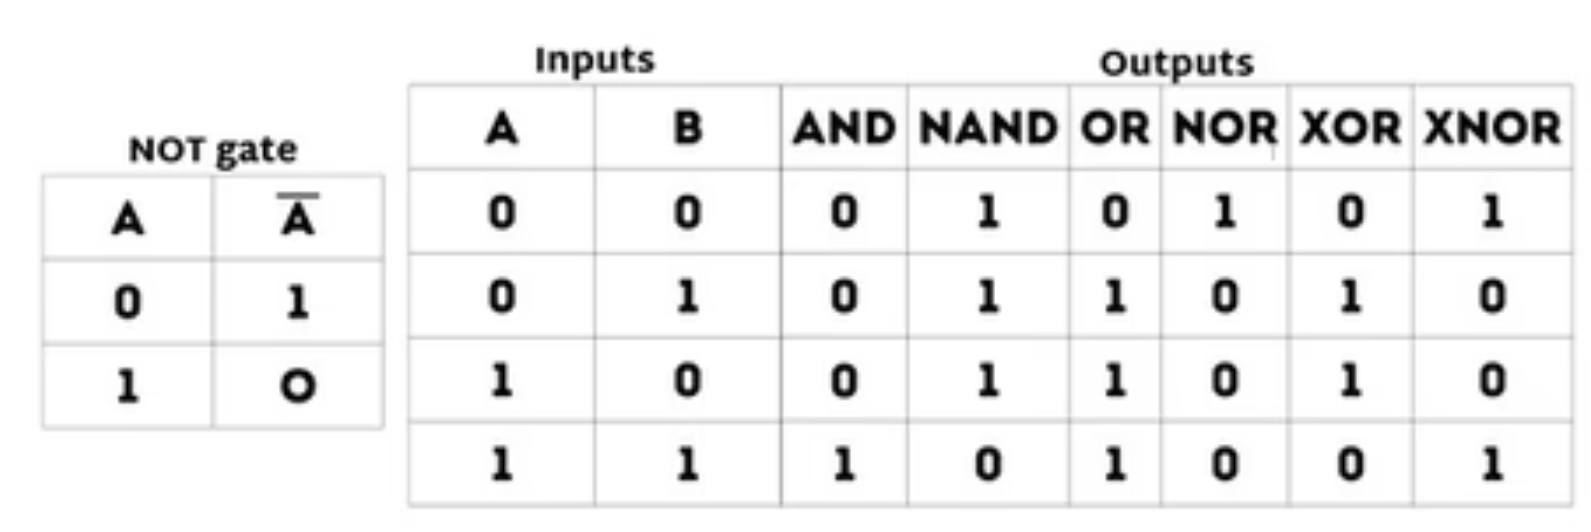 NOT gate
A A̅
0 1
1 O
Inputs Outputs
A B AND NAND OR NOR XOR XNOR
0 0 0 1 0 1 0 1
0 1 0 1 1 0 1 0
1 0 0 1 1 0 1 0
1 1 1 0 1 0 0 1